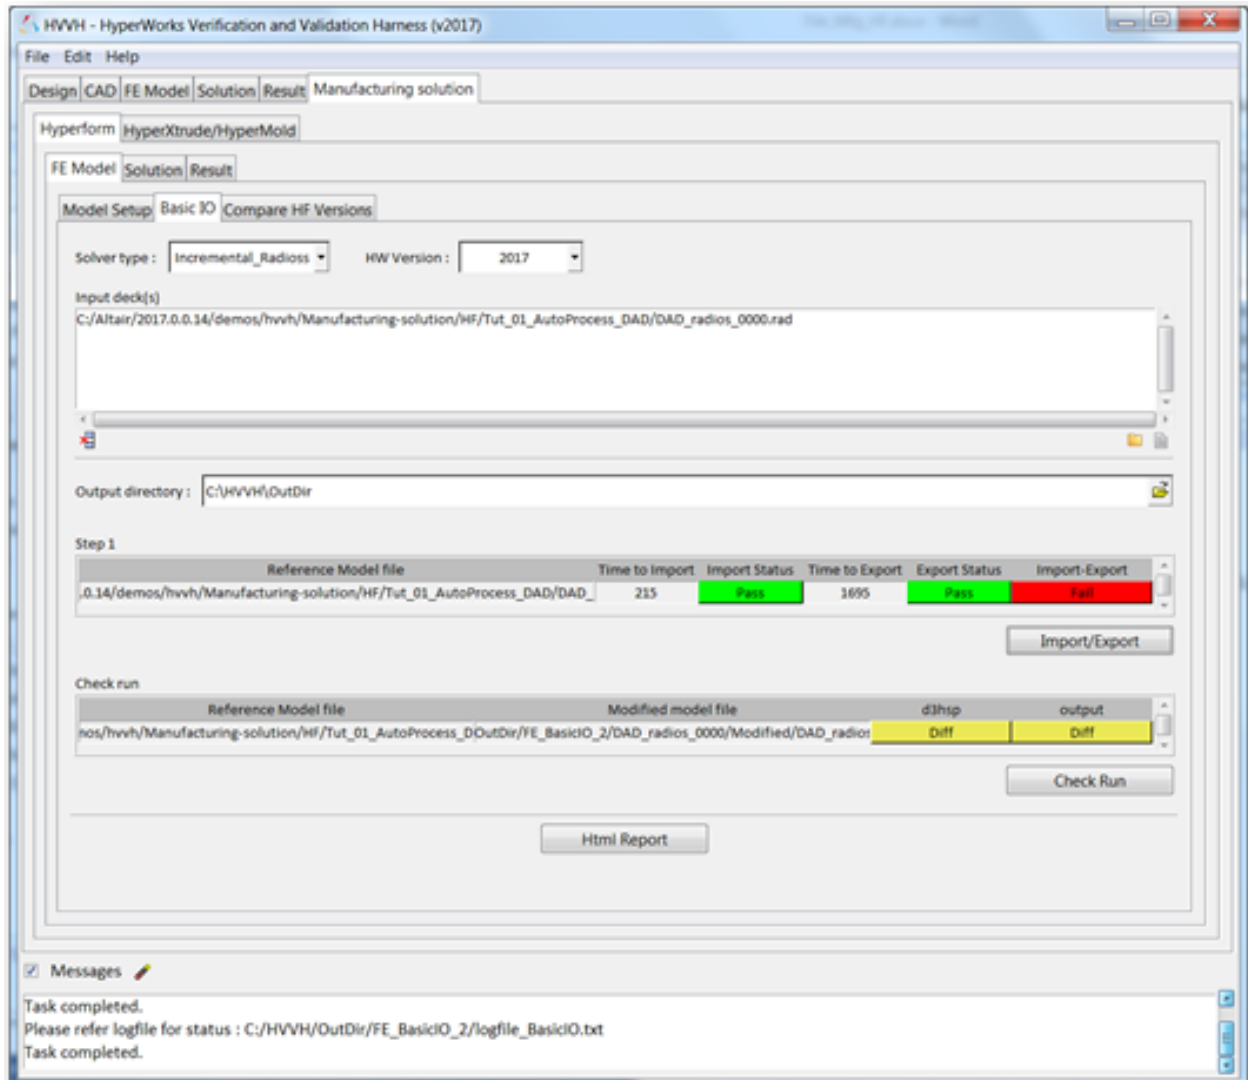 HVVH - HyperWorks Verification and Validation Harness (v2017)
File Edit Help
Design CAD FE Model Solution Result Manufacturing solution
Hyperform HyperXtrude/HyperMold
FE Model Solution Result
Model Setup Basic IO Compare HF Versions
Solver type : Incremental_Radioss HW Version : 2017
Input deck(s)
C:/Altair/2017.0.0.14/demos/hvvh/Manufacturing-solution/HF/Tut_01_AutoProcess_DAD/DAD_radios_0000.rad
Output directory : C:\HVVH\OutDir
Step 1
Reference Model file Time to Import Import Status Time to Export Export Status Import-Export
.0.14/demos/hvvh/Manufacturing-solution/HF/Tut_01_AutoProcess_DAD/DAD_ 215 Pass 1695 Pass Fail
Import/Export
Check run
Reference Model file Modified model file d3hsp output
nos/hvvh/Manufacturing-solution/HF/Tut_01_AutoProcess_D OutDir/FE_BasicIO_2/DAD_radios_0000/Modified/DAD_radios Diff Diff
Check Run
Html Report
Messages
Task completed.
Please refer logfile for status : C:/HVVH/OutDir/FE_BasicIO_2/logfile_BasicIO.txt
Task completed.